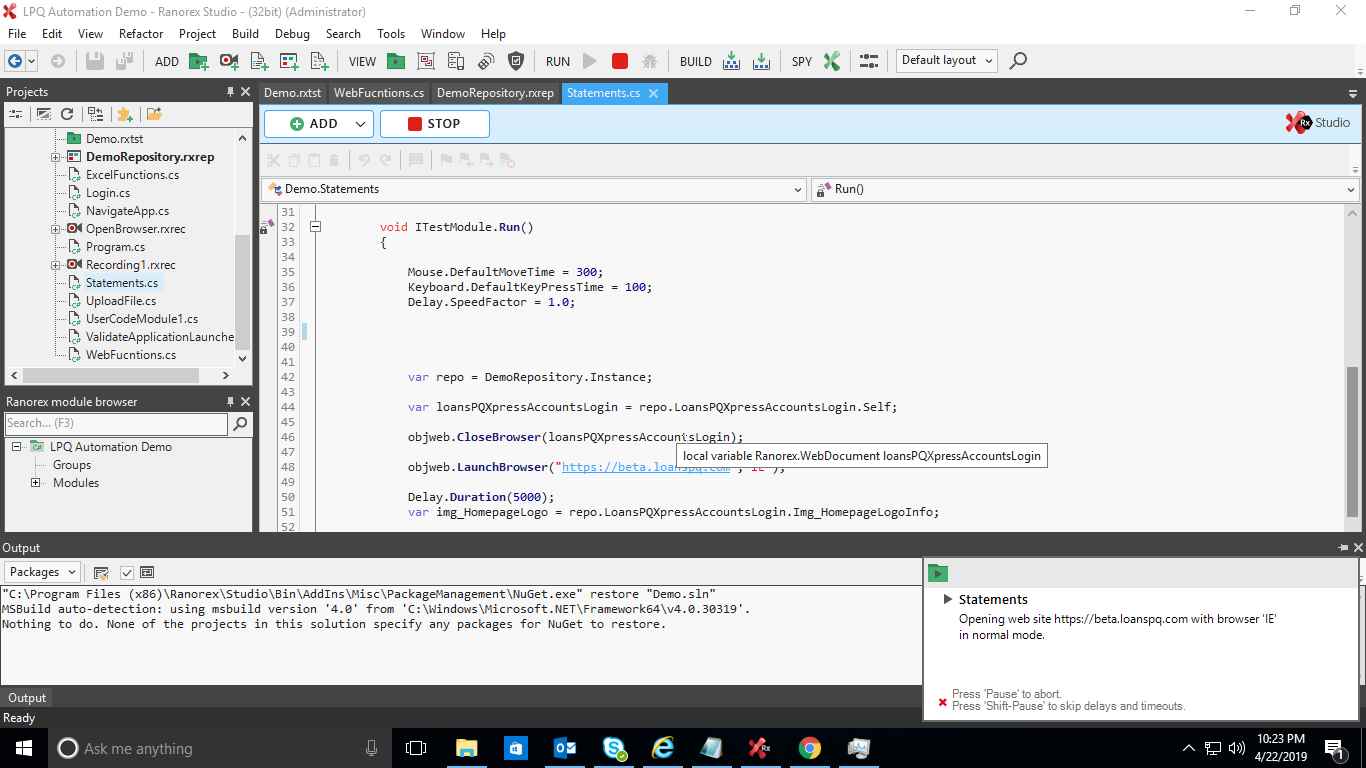 LPQ Automation Demo - Ranorex Studio - (32bit) (Administrator)
File Edit View Refactor Project Build Debug Search Tools Window Help
ADD VIEW RUN BUILD SPY Default layout
Projects
Demo.rxtst
DemoRepository.rxrep
ExcelFunctions.cs
Login.cs
NavigateApp.cs
OpenBrowser.rxrec
Program.cs
Recording1.rxrec
Statements.cs
UploadFile.cs
UserCodeModule1.cs
ValidateApplicationLaunche
WebFucntions.cs
Ranorex module browser
Search... (F3)
LPQ Automation Demo
Groups
Modules
Demo.rxtst WebFucntions.cs DemoRepository.rxrep Statements.cs
ADD STOP
Rx Studio
Demo.Statements Run()
31
32 void ITestModule.Run()
33 {
34
35 Mouse.DefaultMoveTime = 300;
36 Keyboard.DefaultKeyPressTime = 100;
37 Delay.SpeedFactor = 1.0;
38
39
40
41
42 var repo = DemoRepository.Instance;
43
44 var loansPQXpressAccountsLogin = repo.LoansPQXpressAccountsLogin.Self;
45
46 objweb.CloseBrowser(loansPQXpressAccountsLogin);
local variable Ranorex.WebDocument loansPQXpressAccountsLogin
47
48 objweb.LaunchBrowser("https://beta.loanspq.com","IE");
49
50 Delay.Duration(5000);
51 var img_HomepageLogo = repo.LoansPQXpressAccountsLogin.Img_HomepageLogoInfo;
52
Output
Packages
"C:\Program Files (x86)\Ranorex\Studio\Bin\AddIns\Misc\PackageManagement\NuGet.exe" restore "Demo.sln"
MSBuild auto-detection: using msbuild version '4.0' from 'C:\Windows\Microsoft.NET\Framework64\v4.0.30319'.
Nothing to do. None of the projects in this solution specify any packages for NuGet to restore.
Statements
Opening web site https://beta.loanspq.com with browser 'IE'
in normal mode.
Press 'Pause' to abort.
Press 'Shift-Pause' to skip delays and timeouts.
Output
Ready
Ask me anything
10:23 PM
4/22/2019
1